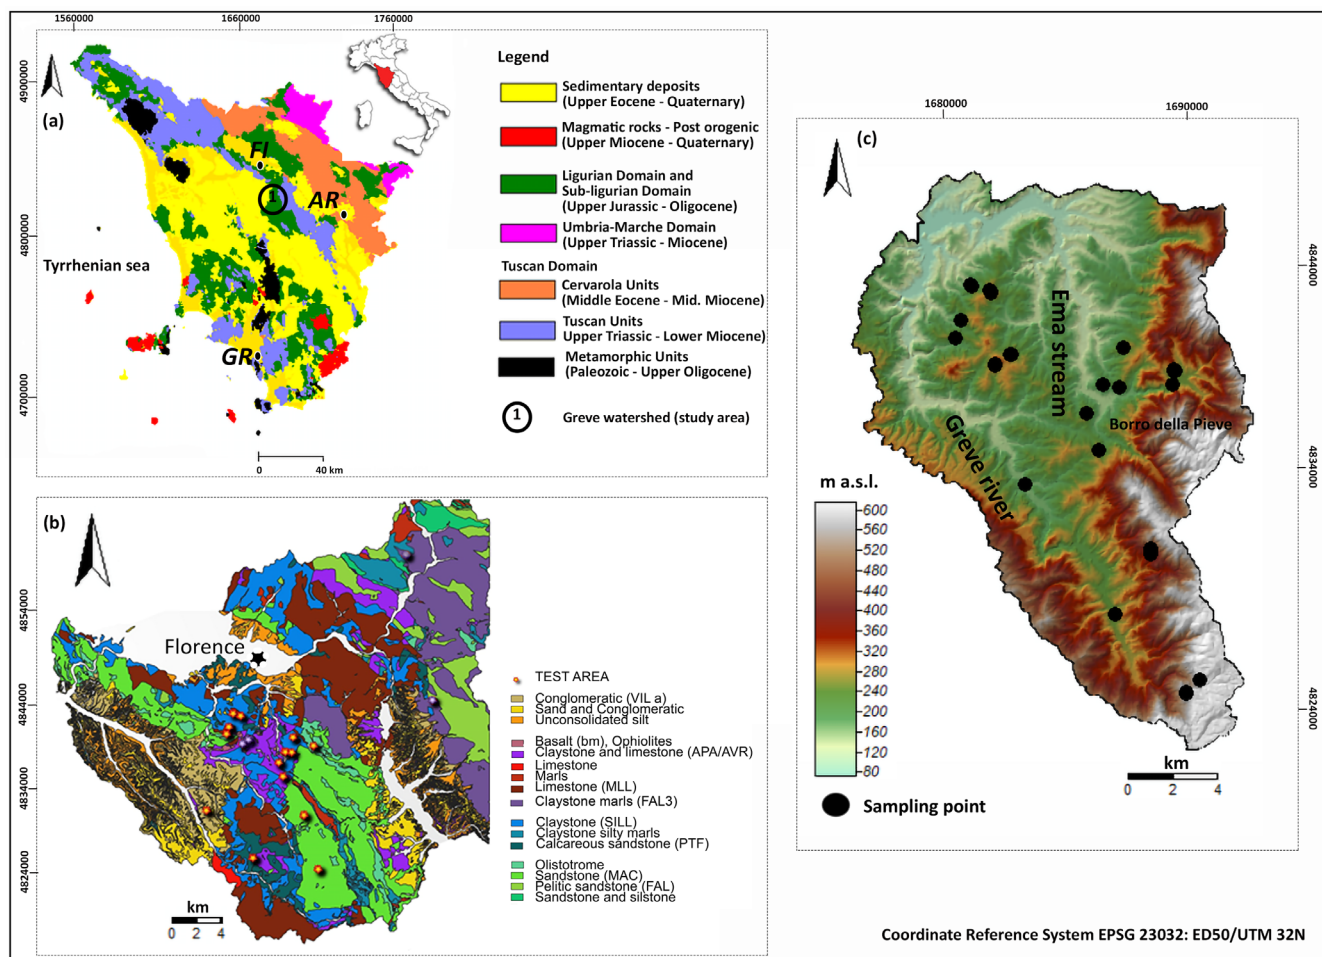 1560000
1660000
1760000
4900000
4800000
4700000
(a)
FI
1
AR
GR
Tyrrhenian sea
0
40 km
Legend
Sedimentary deposits
(Upper Eocene - Quaternary)
Magmatic rocks - Post orogenic
(Upper Miocene - Quaternary)
Ligurian Domain and
Sub-ligurian Domain
(Upper Jurassic - Oligocene)
Umbria-Marche Domain
(Upper Triassic - Miocene)
Tuscan Domain
Cervarola Units
(Middle Eocene - Mid. Miocene)
Tuscan Units
Upper Triassic - Lower Miocene)
Metamorphic Units
(Paleozoic - Upper Oligocene)
1
Greve watershed (study area)
(b)
4854000
4844000
4834000
4824000
Florence
km
0 2 4
TEST AREA
Conglomeratic (VIL a)
Sand and Conglomeratic
Unconsolidated silt
Basalt (bm), Ophiolites
Claystone and limestone (APA/AVR)
Limestone
Marls
Limestone (MLL)
Claystone marls (FAL3)
Claystone (SILL)
Claystone silty marls
Calcareous sandstone (PTF)
Olistotrome
Sandstone (MAC)
Pelitic sandstone (FAL)
Sandstone and silstone
1680000
1690000
(c)
4844000
4834000
4824000
Ema stream
Greve river
Borro della Pieve
m a.s.l.
600
560
520
480
440
400
360
320
280
240
200
160
120
80
km
0 2 4
Sampling point
Coordinate Reference System EPSG 23032: ED50/UTM 32N